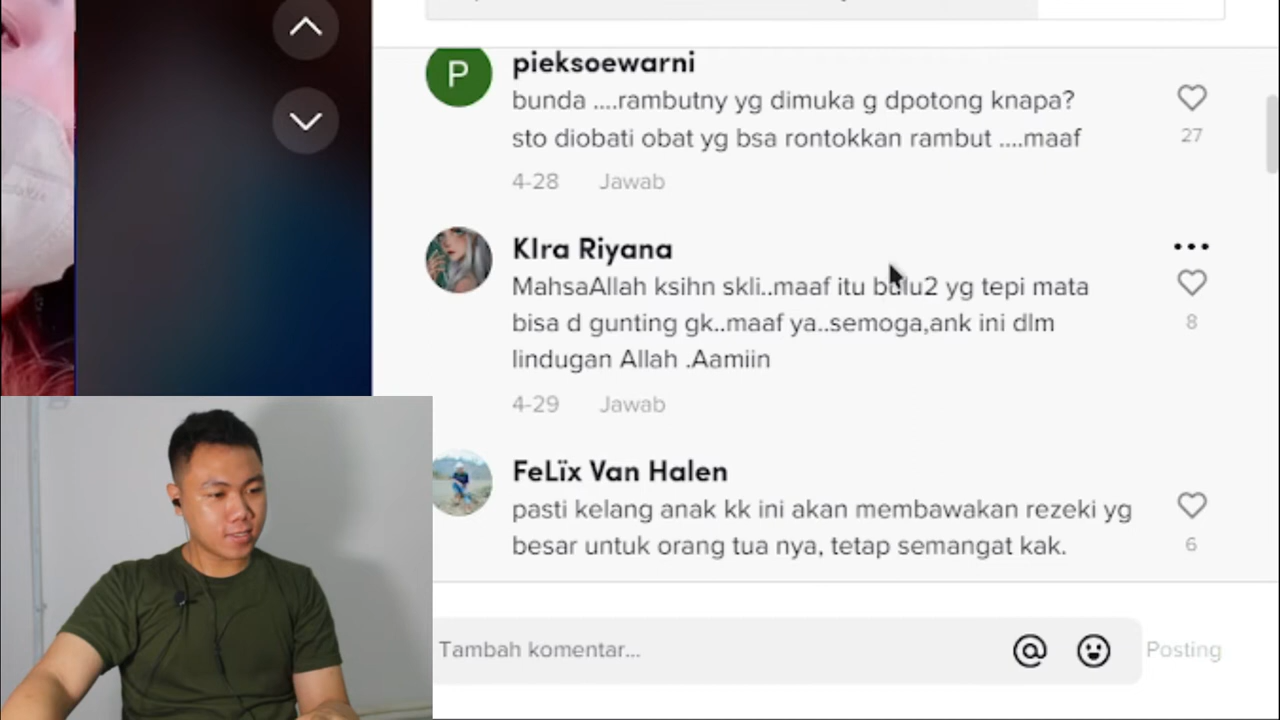 P
pieksoewarni
bunda ....rambutny yg dimuka g dpotong knapa?
sto diobati obat yg bsa rontokkan rambut ....maaf
27
4-28 Jawab
KIra Riyana
MahsaAllah ksihn skli..maaf itu bulu2 yg tepi mata
bisa d gunting gk..maaf ya..semoga,ank ini dlm
lindugan Allah .Aamiin
8
4-29 Jawab
FeLïx Van Halen
pasti kelang anak kk ini akan membawakan rezeki yg
besar untuk orang tua nya, tetap semangat kak.
6
Tambah komentar...
Posting